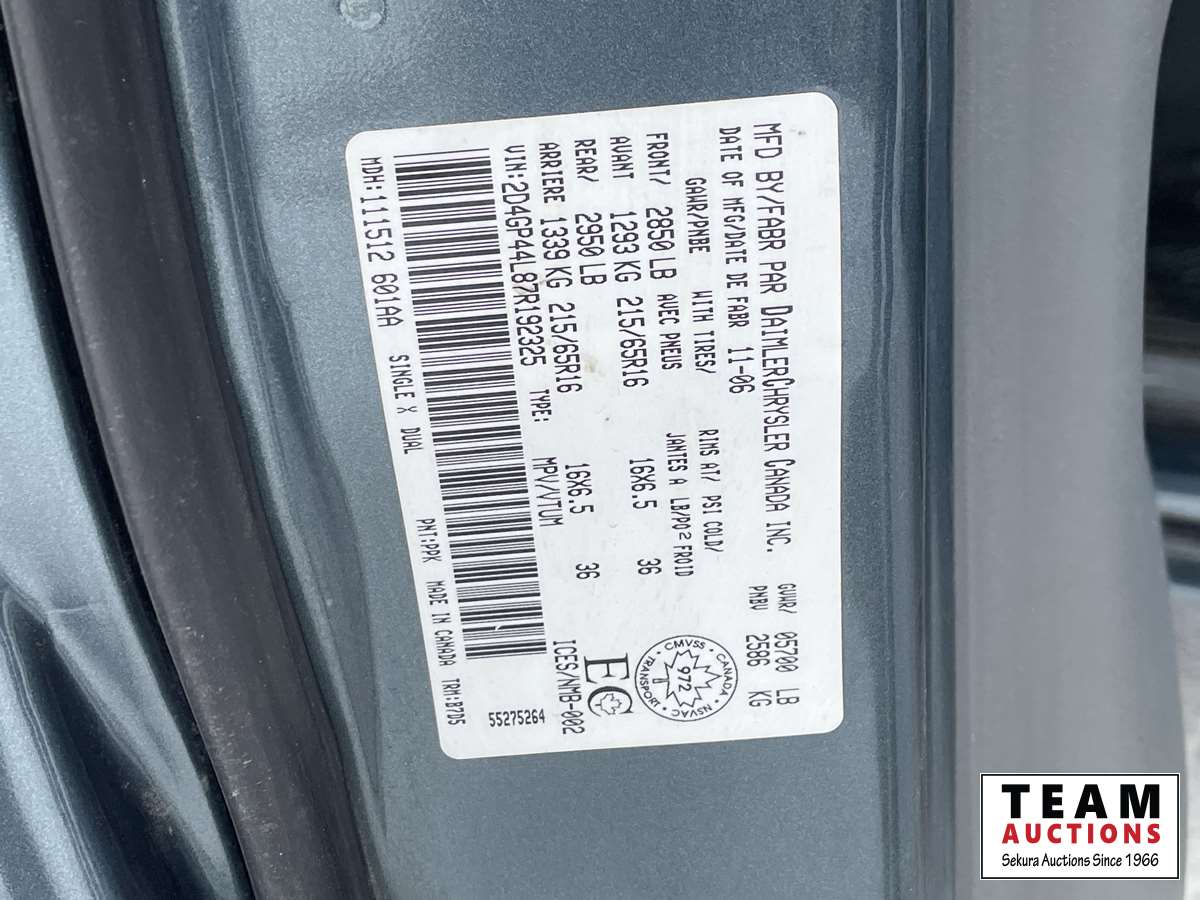 MFD BY/FABR PAR DAIMLERCHRYSLER CANADA INC.
DATE OF MFG/DATE DE FABR 11-06
GVWR/ 05700 LB
PNBV 2586 KG
GAWR/PNBE WITH TIRES/ RIMS AT/ PSI COLD/
AVEC PNEUS JANTES A LB/PO² FROID
FRONT/ 2850 LB
AVANT 1293 KG 215/65R16 16X6.5 36
REAR/ 2950 LB
ARRIERE 1339 KG 215/65R16 16X6.5 36
VIN: 2D4GP44L87R192325 TYPE: MPV/VTUM
ICES/NMB-002
MDH: 111512 601AA SINGLE X DUAL PNT:PPK MADE IN CANADA TRM:B7D5
55275264
EC
CMVSS • CANADA • NSVAC • TRANSPORT •
972
TEAM
AUCTIONS
Sekura Auctions Since 1966